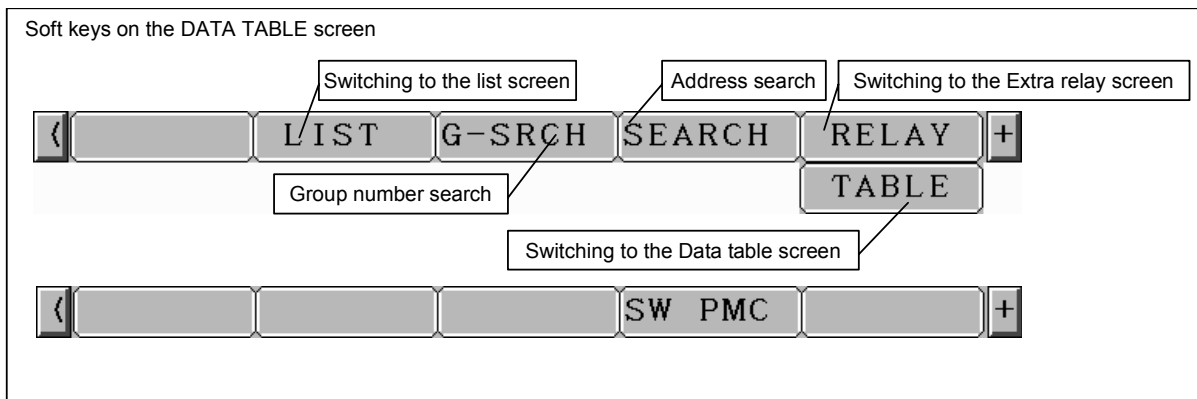 Soft keys on the DATA TABLE screen
Switching to the list screen
Address search
Switching to the Extra relay screen
( LIST G-SRCH SEARCH RELAY +
Group number search
TABLE
Switching to the Data table screen
( SW PMC +